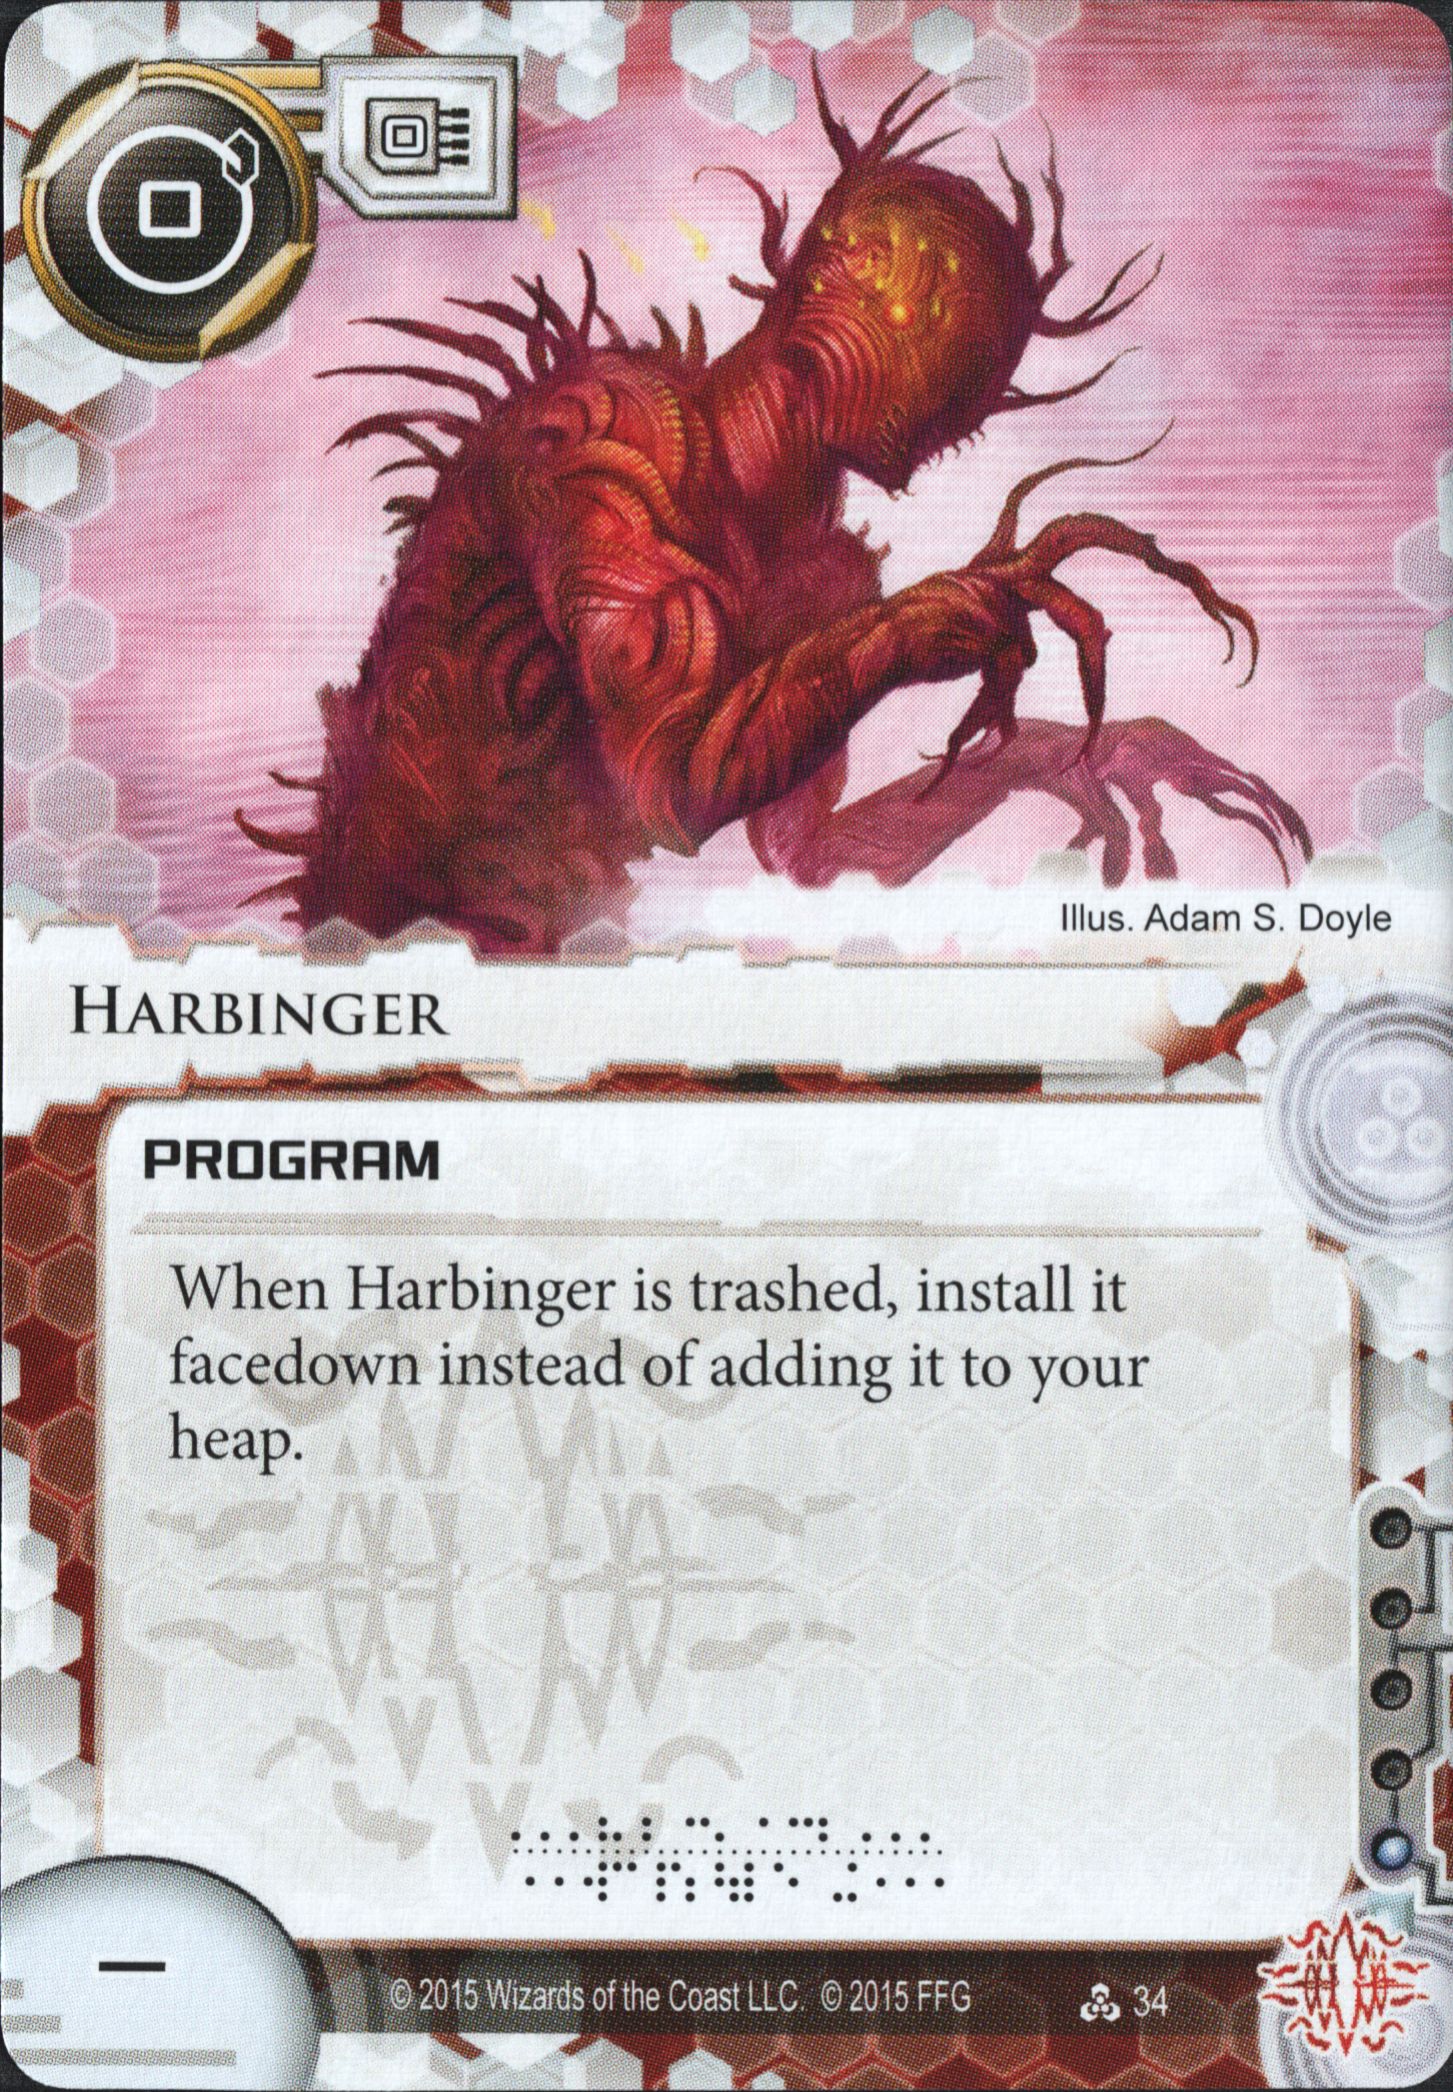 0
0
Illus. Adam S. Doyle
HARBINGER
PROGRAM
When Harbinger is trashed, install it
facedown instead of adding it to your
heap.
–
© 2015 Wizards of the Coast LLC. © 2015 FFG
34